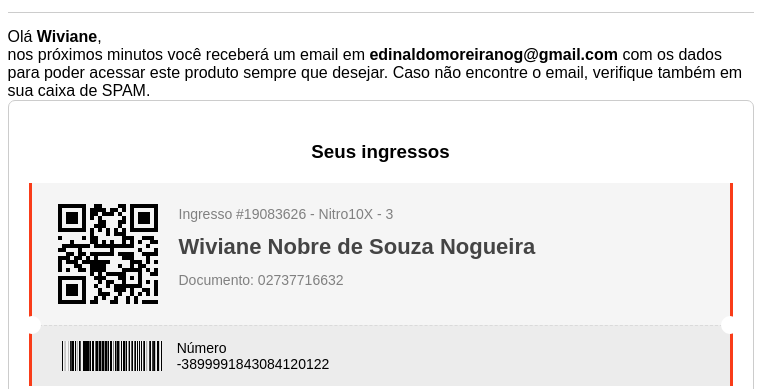 Olá Wiviane,
nos próximos minutos você receberá um email em edinaldomoreiranog@gmail.com com os dados
para poder acessar este produto sempre que desejar. Caso não encontre o email, verifique também em
sua caixa de SPAM.
Seus ingressos
Ingresso #19083626 - Nitro10X - 3
Wiviane Nobre de Souza Nogueira
Documento: 02737716632
Número
-3899991843084120122